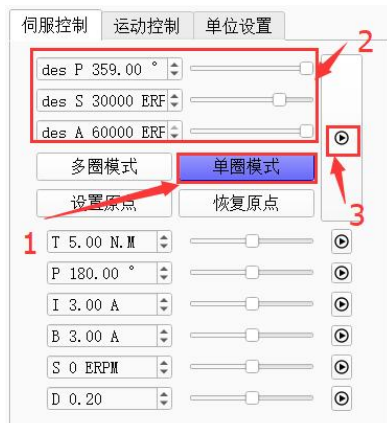 伺服控制 运动控制 单位设置
2
des P 359.00 °
des S 30000 ERF
des A 60000 ERF
多圈模式 单圈模式
设置原点 恢复原点
3
1
T 5.00 N.M
P 180.00 °
I 3.00 A
B 3.00 A
S 0 ERPM
D 0.20